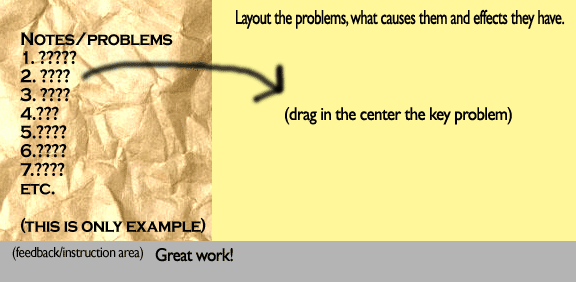 Layout the problems, what causes them and effects they have.
NOTES/PROBLEMS
1. ?????
2. ????
3. ????
4.???
5.????
6.????
7.????
ETC.
(THIS IS ONLY EXAMPLE)
(drag in the center the key problem)
(feedback/instruction area) Great work!